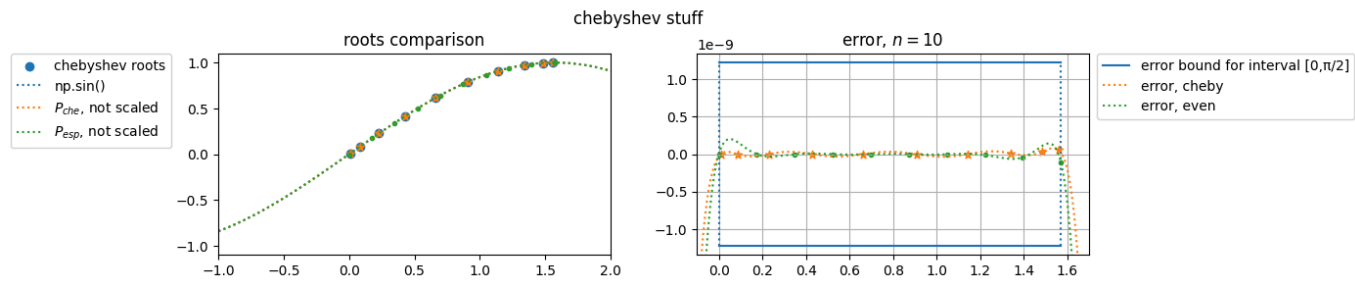 chebyshev stuff
roots comparison
chebyshev roots
np.sin()
P_che, not scaled
P_esp, not scaled
1.0
0.5
0.0
−0.5
−1.0
−1.0 −0.5 0.0 0.5 1.0 1.5 2.0
error, n = 10
1e−9
1.0
0.5
0.0
−0.5
−1.0
0.0 0.2 0.4 0.6 0.8 1.0 1.2 1.4 1.6
error bound for interval [0,π/2]
error, cheby
error, even